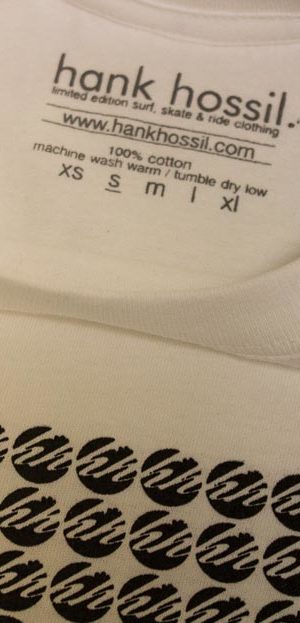 hank hossil.
limited edition surf, skate & ride clothing
www.hankhossil.com
100% cotton
machine wash warm / tumble dry low
xs s m l xl